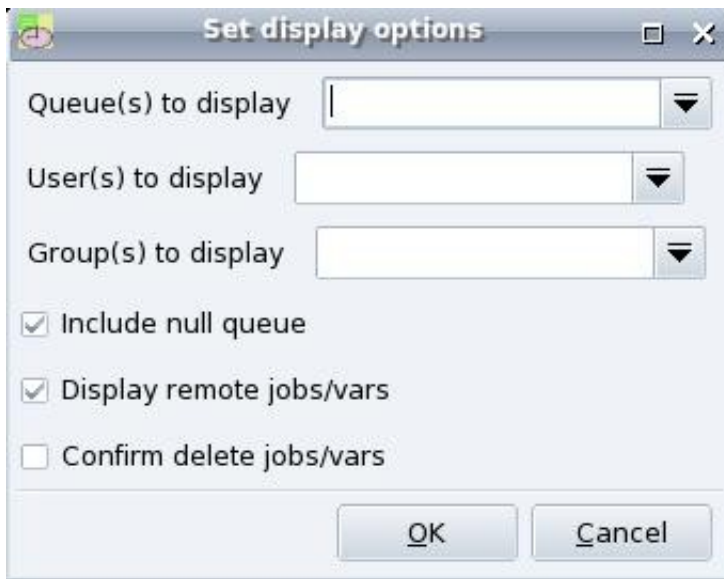 Set display options
Queue(s) to display
User(s) to display
Group(s) to display
Include null queue
Display remote jobs/vars
Confirm delete jobs/vars
OK
Cancel